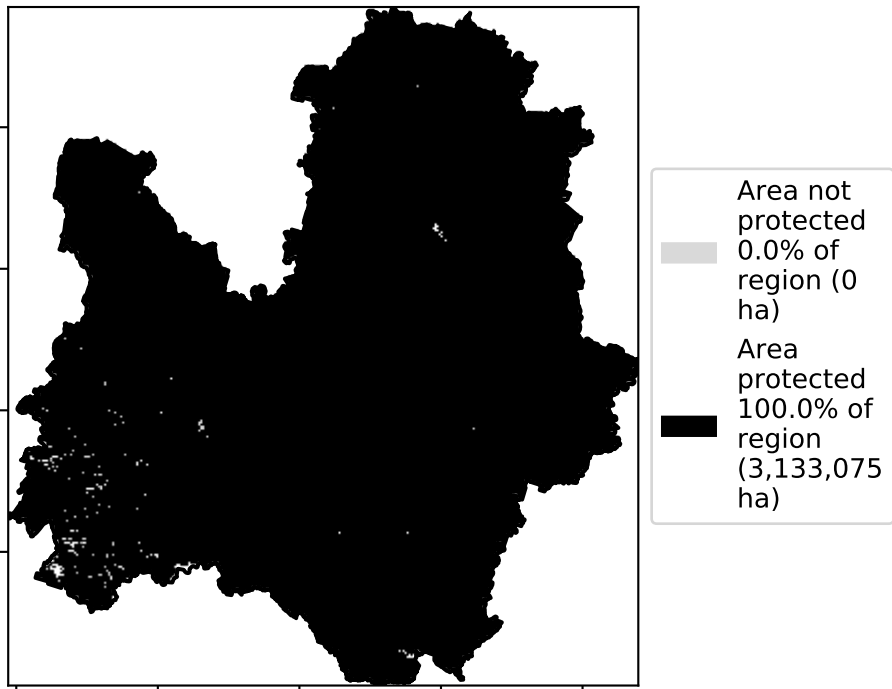 Area not
protected
0.0% of
region (0
ha)
Area
protected
100.0% of
region
(3,133,075
ha)